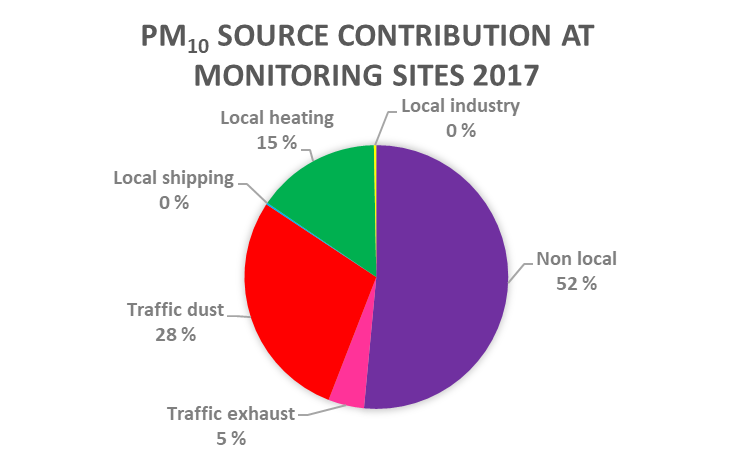 PM₁₀ SOURCE CONTRIBUTION AT
MONITORING SITES 2017
Local industry
0 %
Local heating
15 %
Local shipping
0 %
Non local
52 %
Traffic dust
28 %
Traffic exhaust
5 %